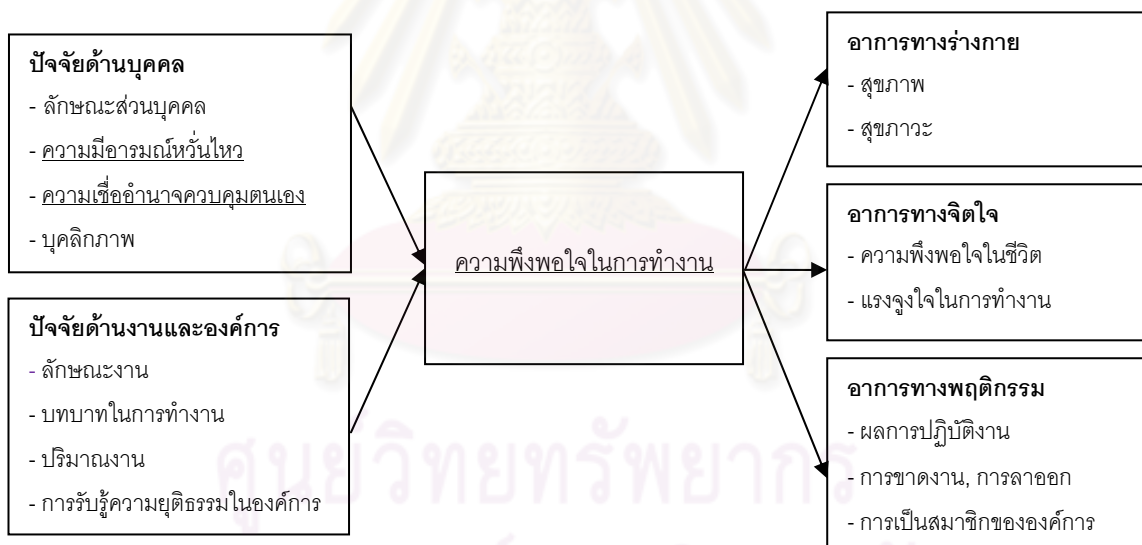 ปัจจัยด้านบุคคล
- ลักษณะส่วนบุคคล
- ความมีอารมณ์หวั่นไหว
- ความเชื่ออำนาจควบคุมตนเอง
- บุคลิกภาพ
ปัจจัยด้านงานและองค์การ
- ลักษณะงาน
- บทบาทในการทำงาน
- ปริมาณงาน
- การรับรู้ความยุติธรรมในองค์การ
ความพึงพอใจในการทำงาน
อาการทางร่างกาย
- สุขภาพ
- สุขภาวะ
อาการทางจิตใจ
- ความพึงพอใจในชีวิต
- แรงจูงใจในการทำงาน
อาการทางพฤติกรรม
- ผลการปฏิบัติงาน
- การขาดงาน, การลาออก
- การเป็นสมาชิกขององค์การ
ศูนย์วิทยทรัพยากร